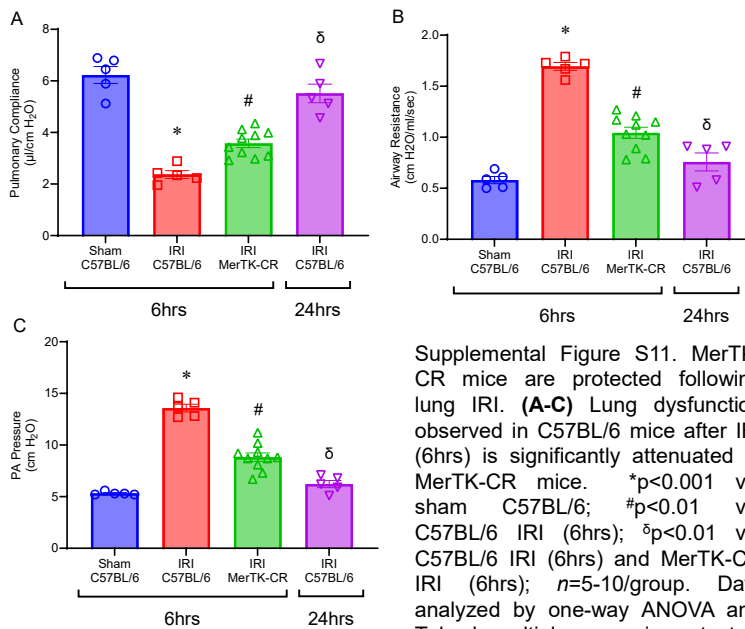 A
Pulmonary Compliance
(µl/cm H₂O)
8
6
4
2
0
*
#
δ
Sham IRI IRI IRI
C57BL/6 C57BL/6 MerTK-CR C57BL/6
6hrs 24hrs
B
Airway Resistance
(cm H2O/ml/sec)
2.0
1.5
1.0
0.5
0.0
*
#
δ
Sham IRI IRI IRI
C57BL/6 C57BL/6 MerTK-CR C57BL/6
6hrs 24hrs
C
PA Pressure
(cm H₂O)
20
15
10
5
0
*
#
δ
Sham IRI IRI IRI
C57BL/6 C57BL/6 MerTK-CR C57BL/6
6hrs 24hrs
Supplemental Figure S11. MerTK
CR mice are protected followin
lung IRI. (A-C) Lung dysfunctio
observed in C57BL/6 mice after
(6hrs) is significantly attenuated
MerTK-CR mice. *p<0.001 v
sham C57BL/6; #p<0.01 v
C57BL/6 IRI (6hrs); δp<0.01 v
C57BL/6 IRI (6hrs) and MerTK-C
IRI (6hrs); n=5-10/group. Dat
analyzed by one-way ANOVA an